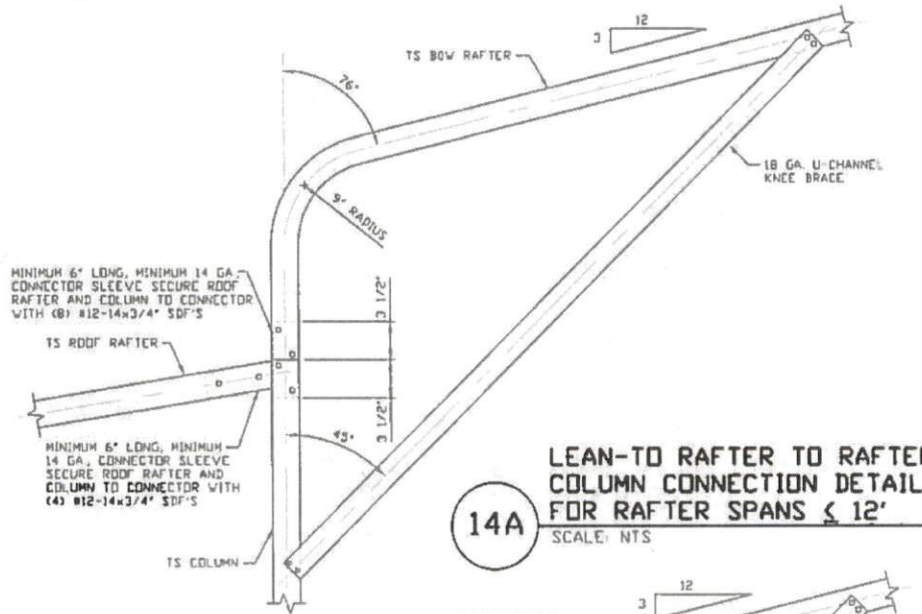 12
3
TS BOW RAFTER
76°
18 GA. U-CHANNEL
KNEE BRACE
9" RADIUS
MINIMUM 6" LONG, MINIMUM 14 GA.
CONNECTOR SLEEVE SECURE ROOF
RAFTER AND COLUMN TO CONNECTOR
WITH (8) #12-14x3/4" SDF'S
3 1/2"
TS ROOF RAFTER
3 1/2"
45°
MINIMUM 6" LONG, MINIMUM
14 GA., CONNECTOR SLEEVE
SECURE ROOF RAFTER AND
COLUMN TO CONNECTOR WITH
(4) #12-14x3/4" SDF'S
TS COLUMN
14A
LEAN-TO RAFTER TO RAFTER
COLUMN CONNECTION DETAIL
FOR RAFTER SPANS ≤ 12'
SCALE: NTS
12
3